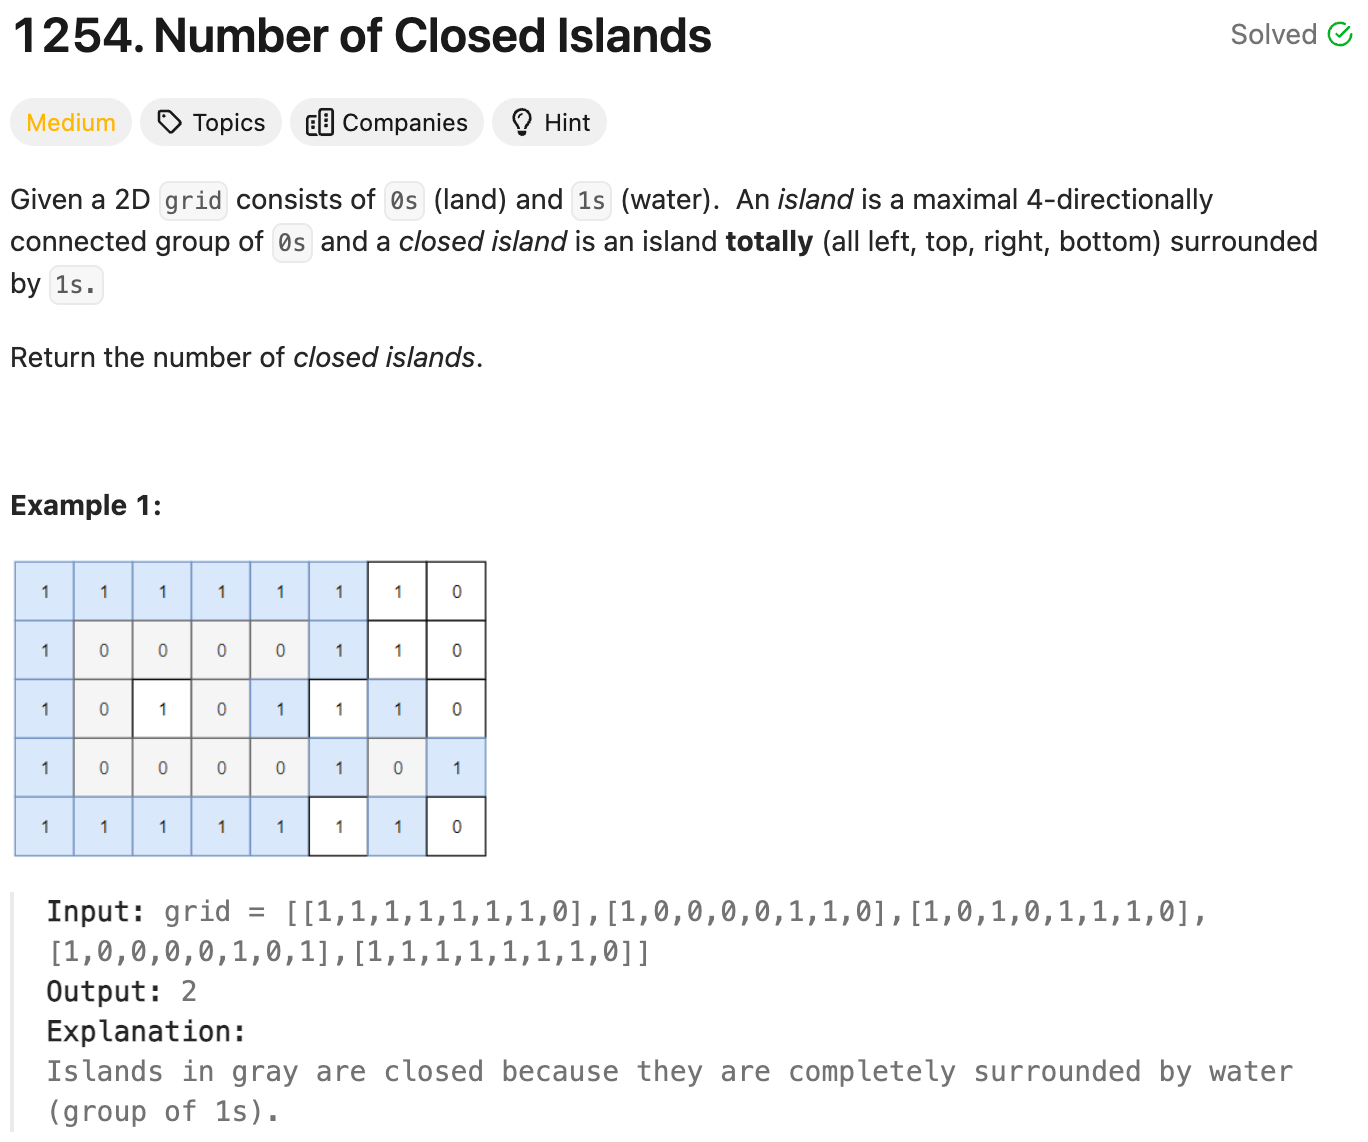 1254. Number of Closed Islands
Solved
Medium Topics Companies Hint
Given a 2D grid consists of 0s (land) and 1s (water). An island is a maximal 4-directionally
connected group of 0s and a closed island is an island totally (all left, top, right, bottom) surrounded
by 1s.
Return the number of closed islands.
Example 1:
1 1 1 1 1 1 1 0
1 0 0 0 0 1 1 0
1 0 1 0 1 1 1 0
1 0 0 0 0 1 0 1
1 1 1 1 1 1 1 0
Input: grid = [[1,1,1,1,1,1,1,0],[1,0,0,0,0,1,1,0],[1,0,1,0,1,1,1,0],
[1,0,0,0,0,1,0,1],[1,1,1,1,1,1,1,0]]
Output: 2
Explanation:
Islands in gray are closed because they are completely surrounded by water
(group of 1s).